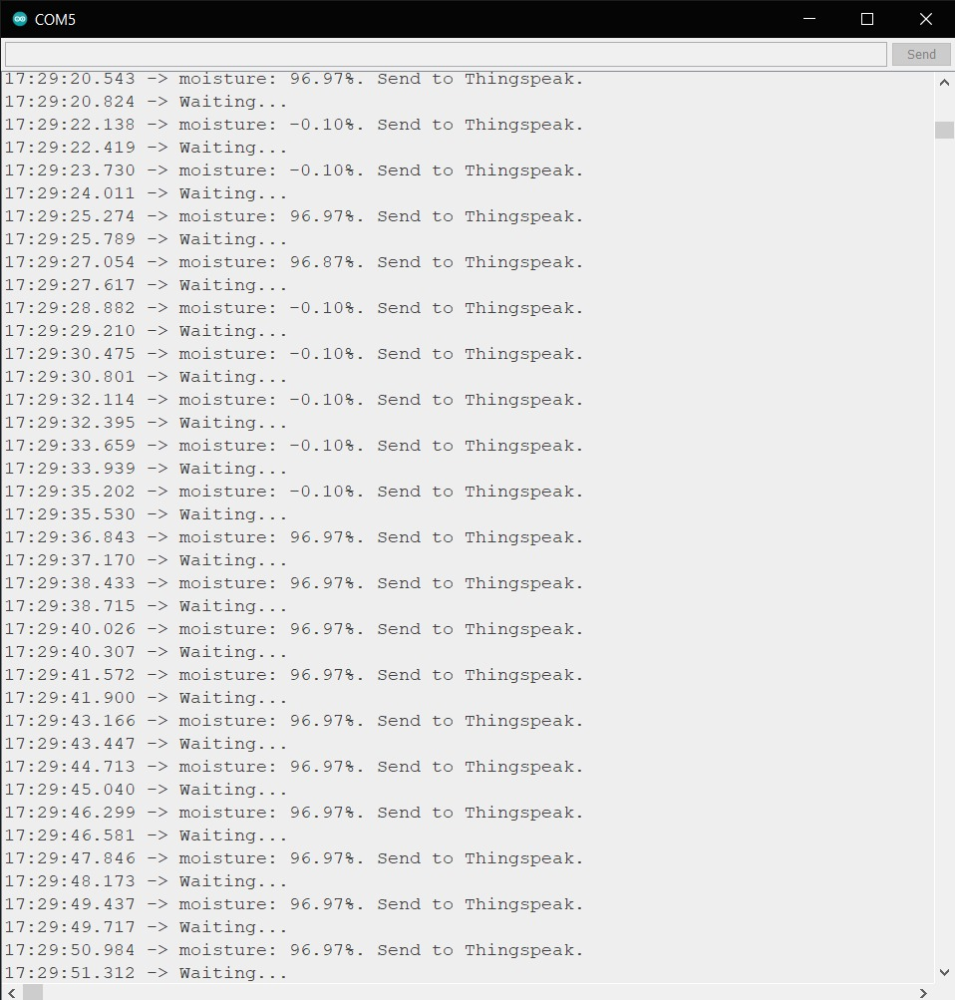 COM5
Send
17:29:20.543 -> moisture: 96.97%. Send to Thingspeak.
17:29:20.824 -> Waiting...
17:29:22.138 -> moisture: -0.10%. Send to Thingspeak.
17:29:22.419 -> Waiting...
17:29:23.730 -> moisture: -0.10%. Send to Thingspeak.
17:29:24.011 -> Waiting...
17:29:25.274 -> moisture: 96.97%. Send to Thingspeak.
17:29:25.789 -> Waiting...
17:29:27.054 -> moisture: 96.87%. Send to Thingspeak.
17:29:27.617 -> Waiting...
17:29:28.882 -> moisture: -0.10%. Send to Thingspeak.
17:29:29.210 -> Waiting...
17:29:30.475 -> moisture: -0.10%. Send to Thingspeak.
17:29:30.801 -> Waiting...
17:29:32.114 -> moisture: -0.10%. Send to Thingspeak.
17:29:32.395 -> Waiting...
17:29:33.659 -> moisture: -0.10%. Send to Thingspeak.
17:29:33.939 -> Waiting...
17:29:35.202 -> moisture: -0.10%. Send to Thingspeak.
17:29:35.530 -> Waiting...
17:29:36.843 -> moisture: 96.97%. Send to Thingspeak.
17:29:37.170 -> Waiting...
17:29:38.433 -> moisture: 96.97%. Send to Thingspeak.
17:29:38.715 -> Waiting...
17:29:40.026 -> moisture: 96.97%. Send to Thingspeak.
17:29:40.307 -> Waiting...
17:29:41.572 -> moisture: 96.97%. Send to Thingspeak.
17:29:41.900 -> Waiting...
17:29:43.166 -> moisture: 96.97%. Send to Thingspeak.
17:29:43.447 -> Waiting...
17:29:44.713 -> moisture: 96.97%. Send to Thingspeak.
17:29:45.040 -> Waiting...
17:29:46.299 -> moisture: 96.97%. Send to Thingspeak.
17:29:46.581 -> Waiting...
17:29:47.846 -> moisture: 96.97%. Send to Thingspeak.
17:29:48.173 -> Waiting...
17:29:49.437 -> moisture: 96.97%. Send to Thingspeak.
17:29:49.717 -> Waiting...
17:29:50.984 -> moisture: 96.97%. Send to Thingspeak.
17:29:51.312 -> Waiting...